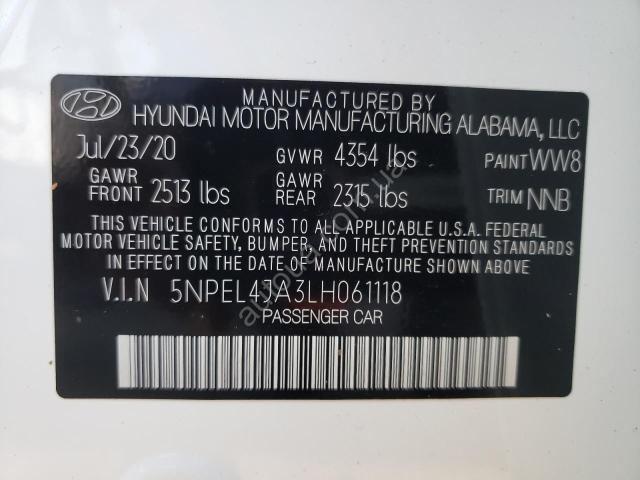 MANUFACTURED BY
HYUNDAI MOTOR MANUFACTURING ALABAMA, LLC
Jul/23/20 GVWR 4354 lbs PAINT WW8
GAWR FRONT 2513 lbs GAWR REAR 2315 lbs TRIM NNB
THIS VEHICLE CONFORMS TO ALL APPLICABLE U.S.A. FEDERAL
MOTOR VEHICLE SAFETY, BUMPER, AND THEFT PREVENTION STANDARDS
IN EFFECT ON THE DATE OF MANUFACTURE SHOWN ABOVE
V.I.N 5NPEL4JA3LH061118
PASSENGER CAR